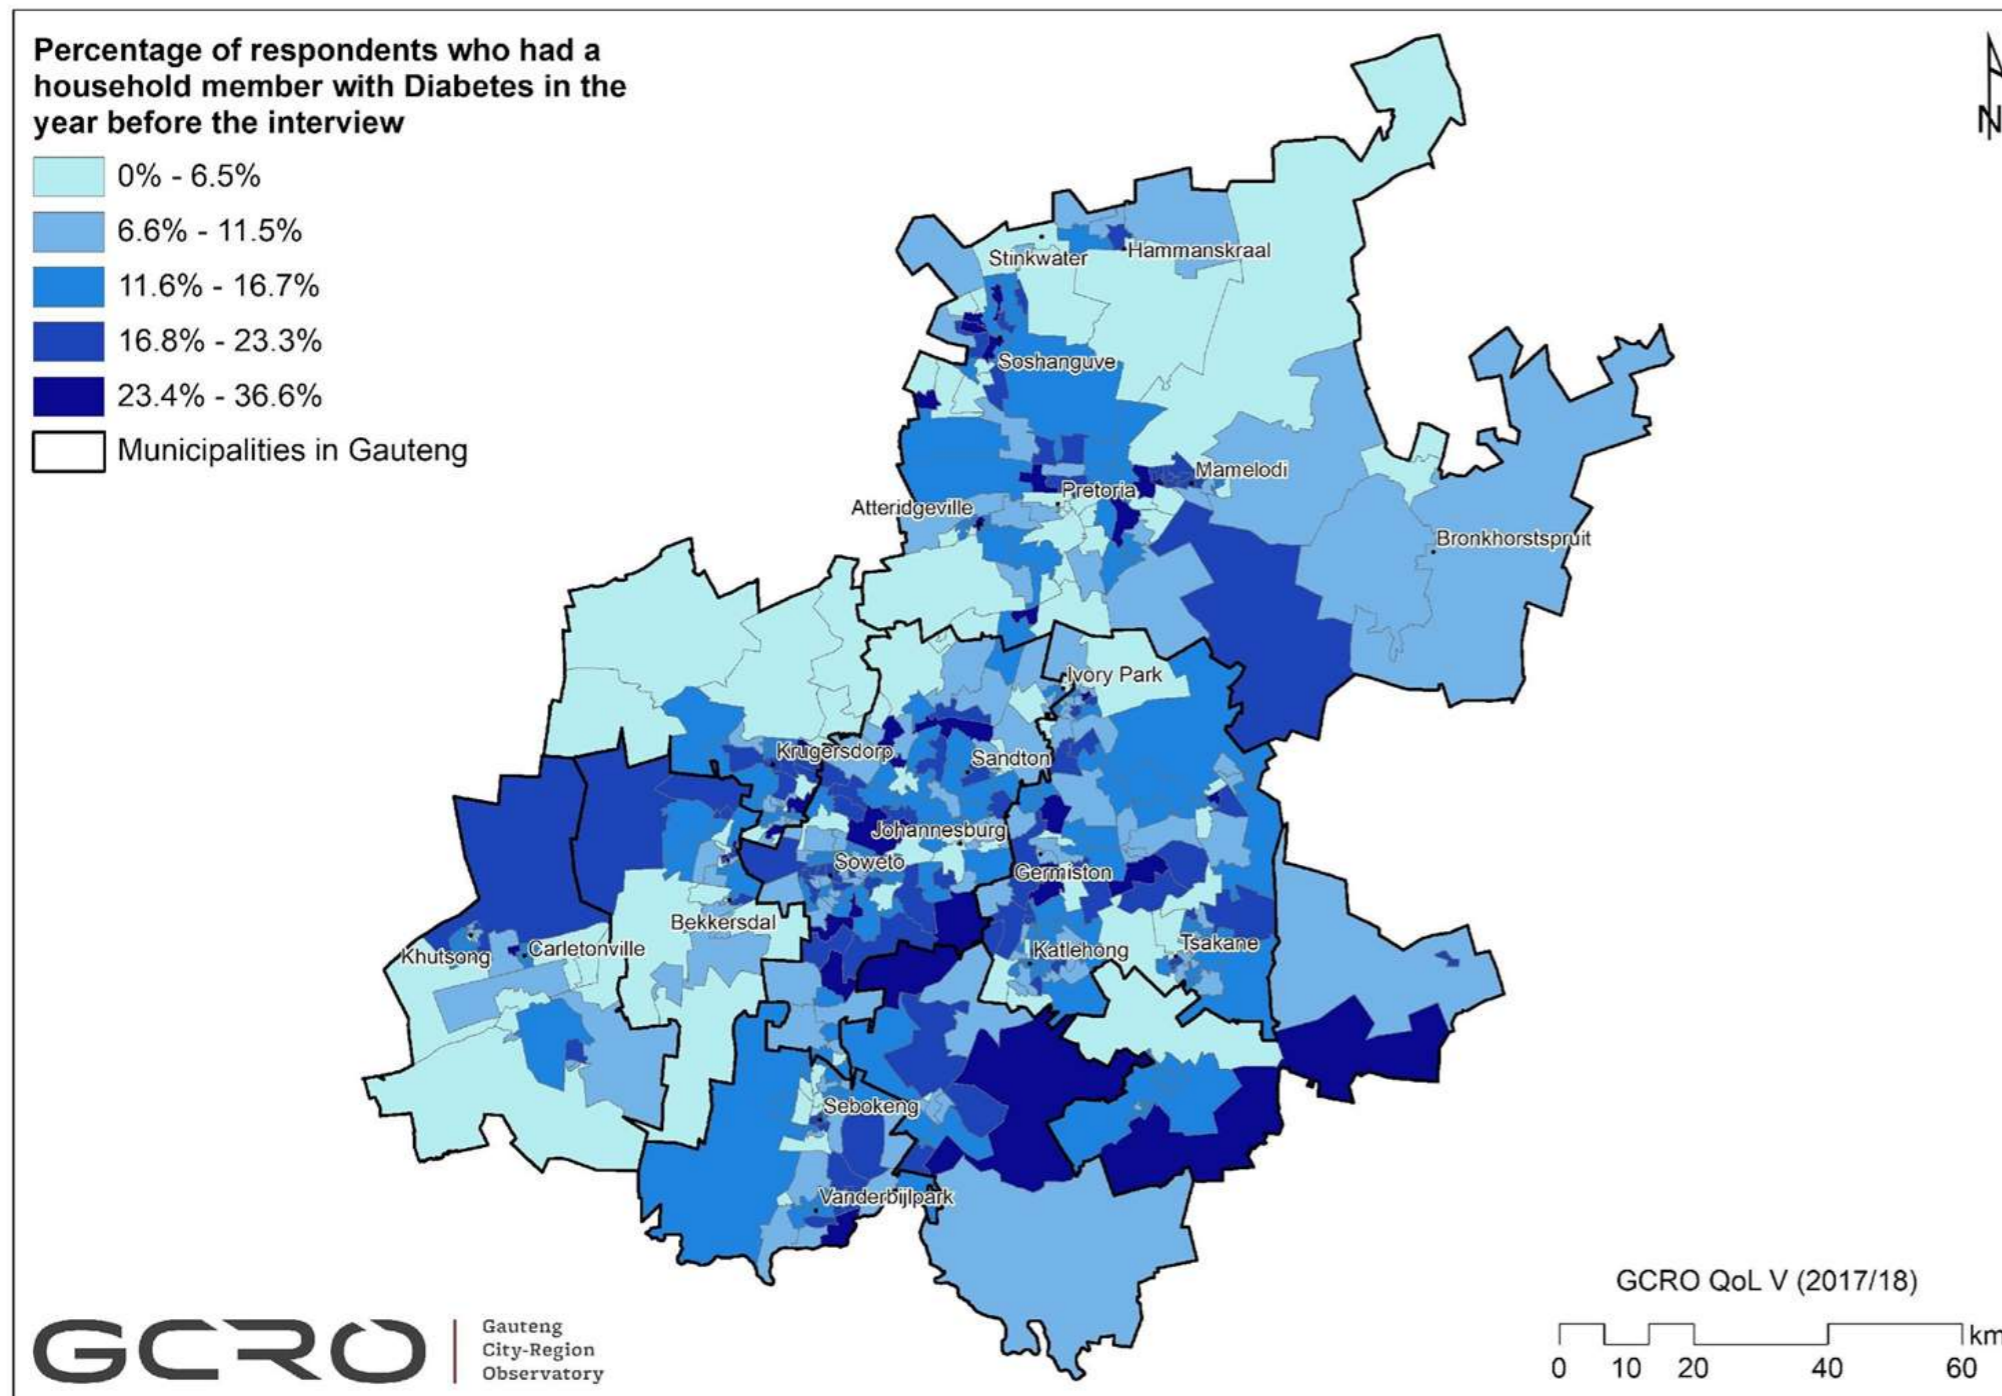 Percentage of respondents who had a
household member with Diabetes in the
year before the interview
0% - 6.5%
6.6% - 11.5%
11.6% - 16.7%
16.8% - 23.3%
23.4% - 36.6%
Municipalities in Gauteng
N
Stinkwater
Hammanskraal
Soshanguve
Mamelodi
Pretoria
Atteridgeville
Bronkhorstspruit
Ivory Park
Krugersdorp
Sandton
Johannesburg
Soweto
Germiston
Bekkersdal
Khutsong
Carletonville
Katlehong
Tsakane
Sebokeng
Vanderbijlpark
GCRO QoL V (2017/18)
km
0 10 20 40 60
GCRO
Gauteng
City-Region
Observatory